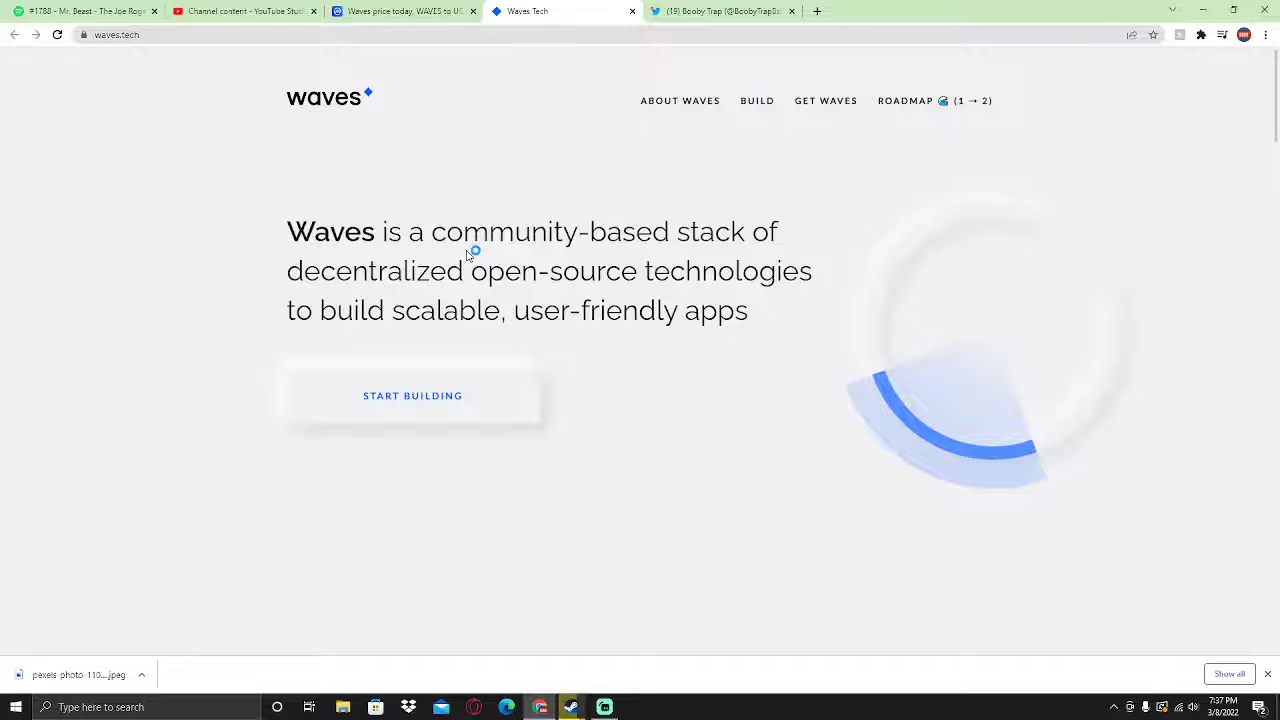 #1788 - Mr. Beast - The Joe Rog
Channel content - YouTube Stud
Waves price today, WAVES to US
Waves Tech
(19) Booby Trap (@BoobyTrap
waves.tech
waves
ABOUT WAVES
BUILD
GET WAVES
ROADMAP 🌊 (1 → 2)
Waves is a community-based stack of
decentralized open-source technologies
to build scalable, user-friendly apps
START BUILDING
pexels photo-110....jpeg
Show all
Type here to search
7:37 PM
3/8/2022